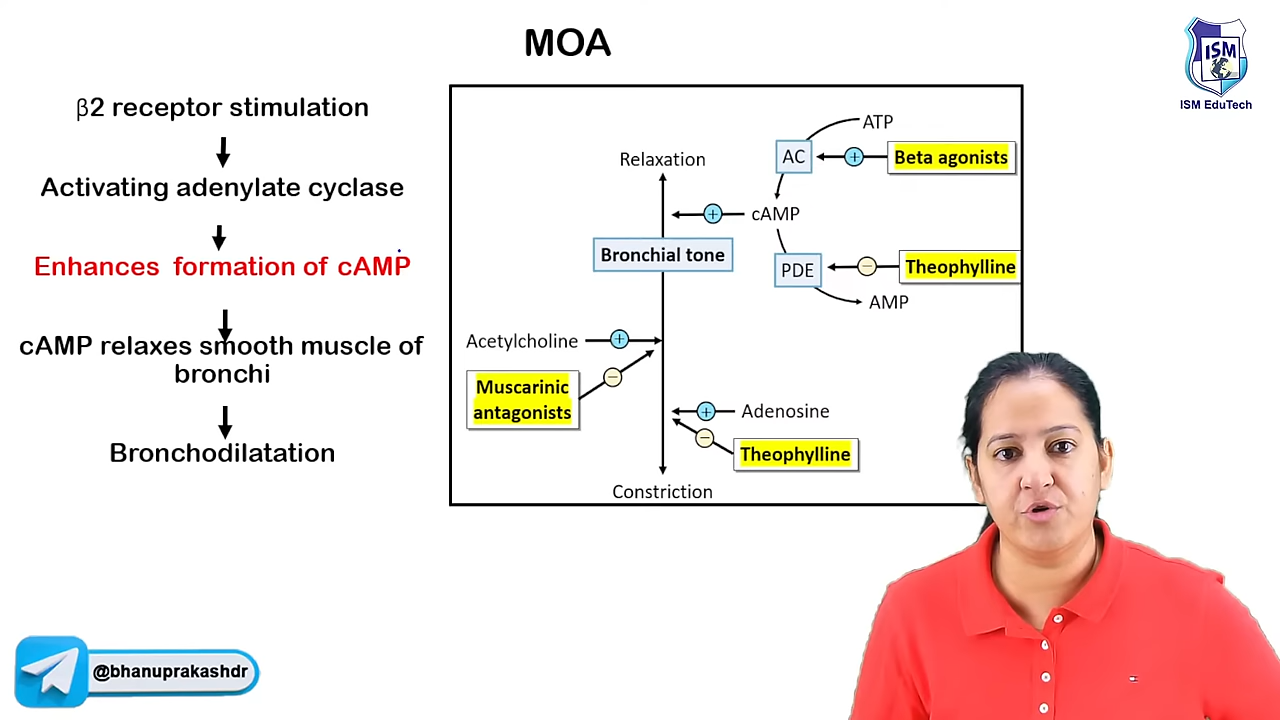 MOA
ISM
ISM EduTech
β2 receptor stimulation
Activating adenylate cyclase
Enhances formation of cAMP
cAMP relaxes smooth muscle of
bronchi
Bronchodilatation
ATP
Relaxation
AC
+
Beta agonists
+
cAMP
Bronchial tone
PDE
−
Theophylline
AMP
Acetylcholine
+
−
Muscarinic
antagonists
+
Adenosine
−
Theophylline
Constriction
@bhanuprakashdr